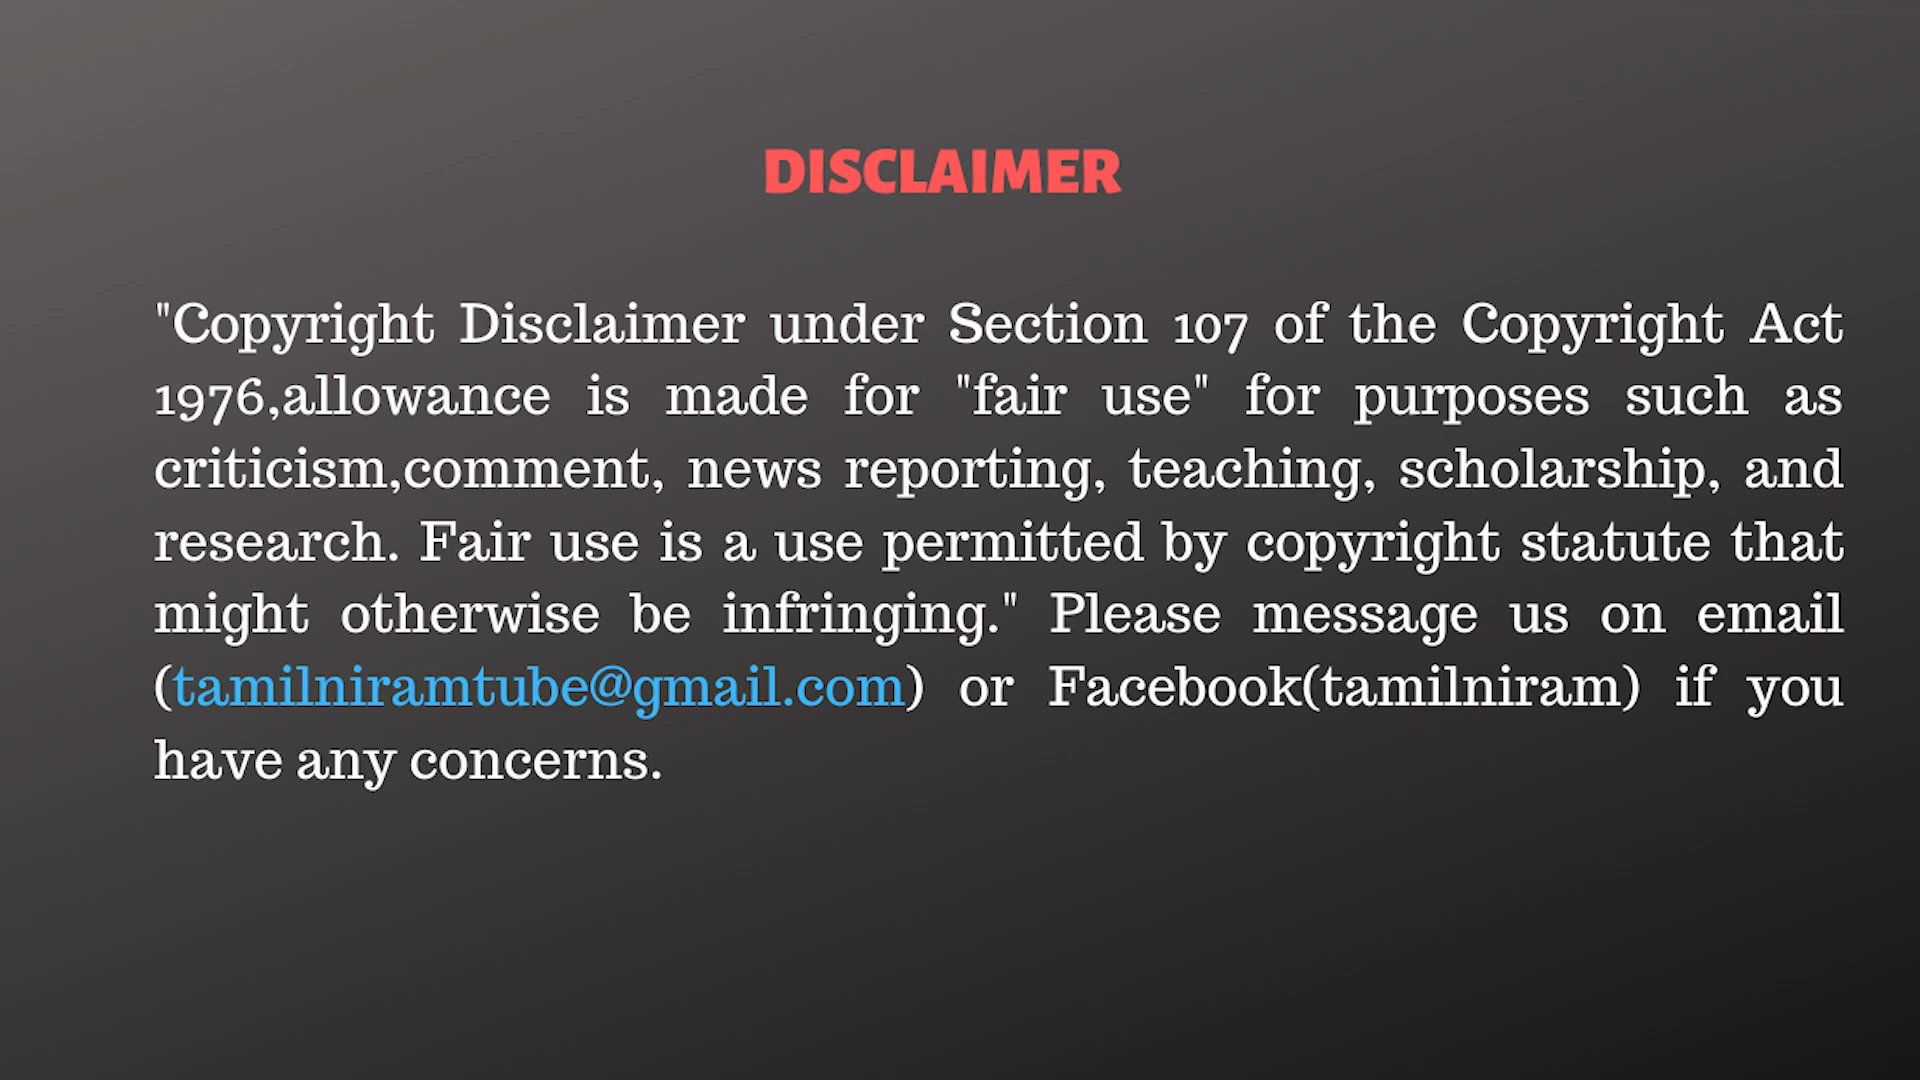 DISCLAIMER
"Copyright Disclaimer under Section 107 of the Copyright Act
1976,allowance is made for "fair use" for purposes such as
criticism,comment, news reporting, teaching, scholarship, and
research. Fair use is a use permitted by copyright statute that
might otherwise be infringing." Please message us on email
(tamilniramtube@gmail.com) or Facebook(tamilniram) if you
have any concerns.